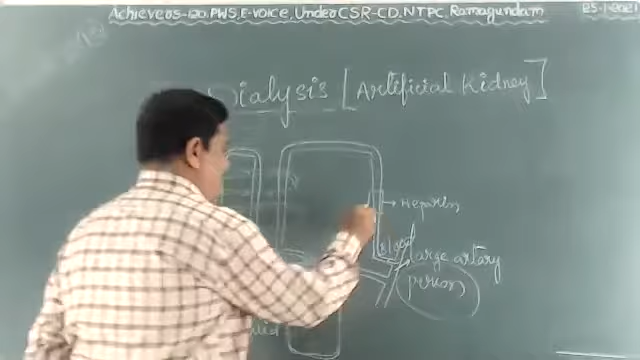 Achievers-120, PWS, E-VOICE, Under CSR-CD, NTPC, Ramagundam
25-1-2021
Dialysis [Artificial Kidney]
→ Heparin
Blood
large artery
person